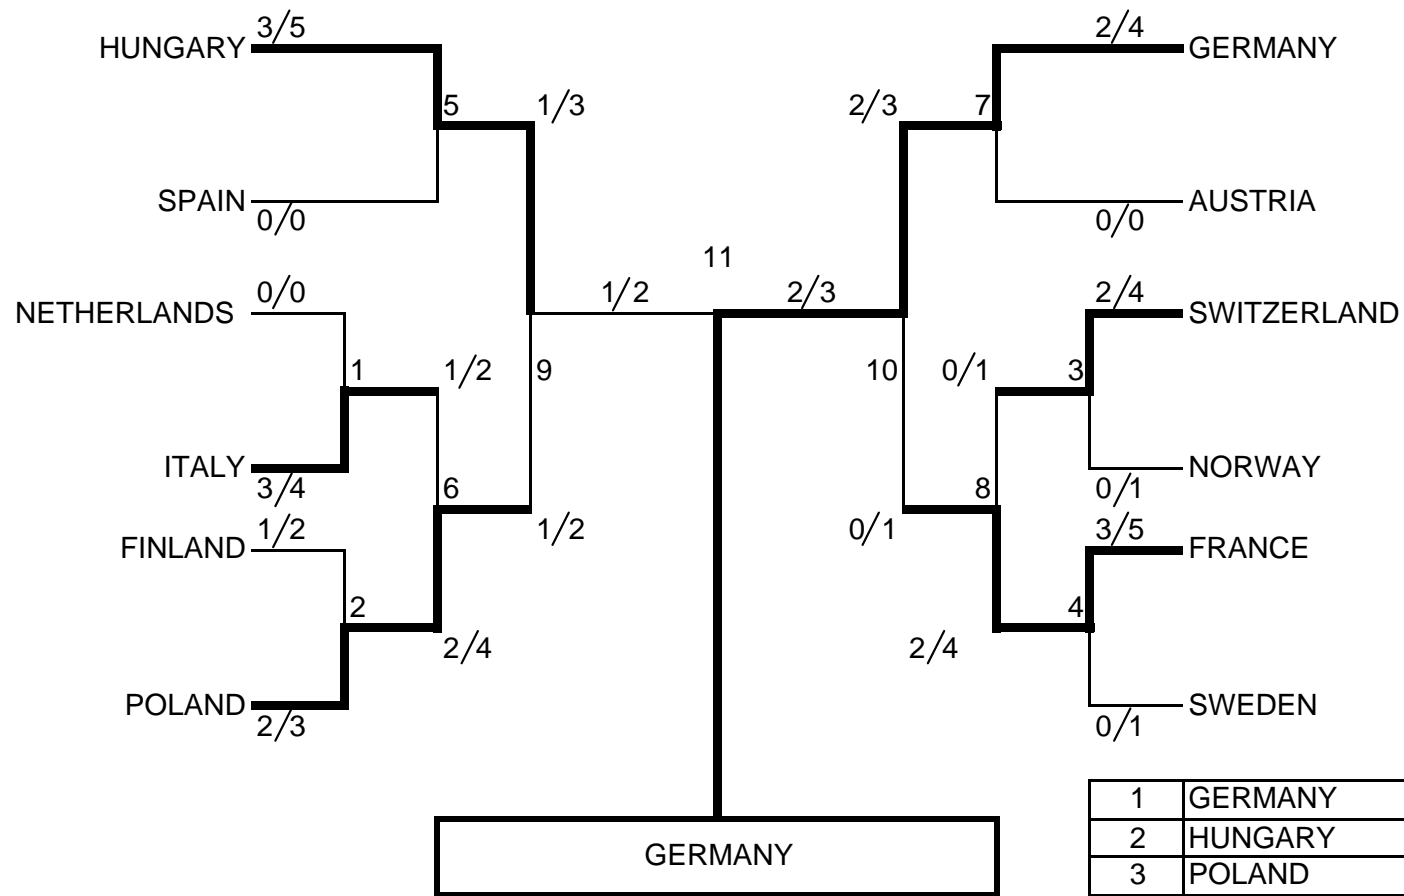 3/5 2/4
HUNGARY GERMANY
5 1/3 2/3 7
SPAIN AUSTRIA
0/0 0/0
11
0/0 1/2 2/3 2/4
NETHERLANDS SWITZERLAND
1 1/2 9 10 0/1 3
ITALY NORWAY
3/4 6 8 0/1
1/2 1/2 0/1 3/5
FINLAND FRANCE
2 4
2/4 2/4
POLAND SWEDEN
2/3 0/1
1 GERMANY
2 HUNGARY
GERMANY
3 POLAND